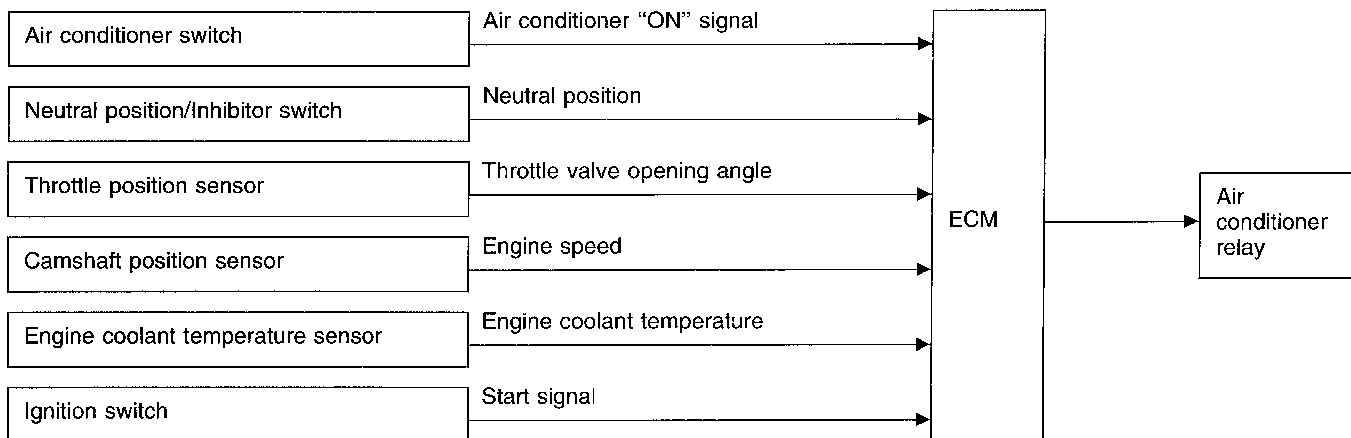 Air conditioner switch
Air conditioner “ON” signal
Neutral position/Inhibitor switch
Neutral position
Throttle position sensor
Throttle valve opening angle
Camshaft position sensor
Engine speed
Engine coolant temperature sensor
Engine coolant temperature
Ignition switch
Start signal
ECM
Air
conditioner
relay